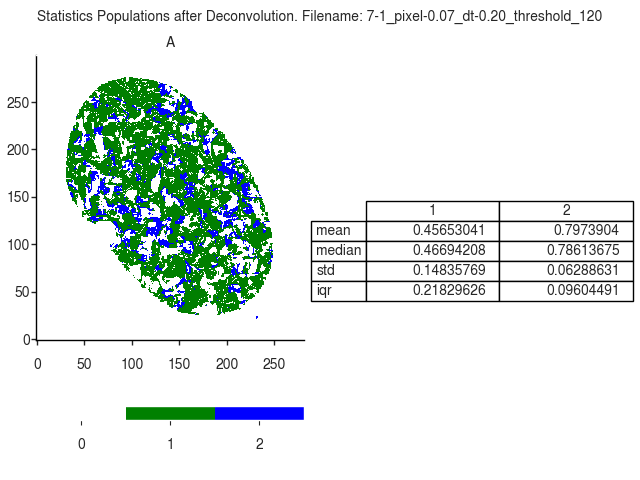 Statistics Populations after Deconvolution. Filename: 7-1_pixel-0.07_dt-0.20_threshold_120
A
250
200
150
100
50
0
0 50 100 150 200 250
1 2
mean 0.45653041 0.7973904
median 0.46694208 0.78613675
std 0.14835769 0.06288631
iqr 0.21829626 0.09604491
0 1 2